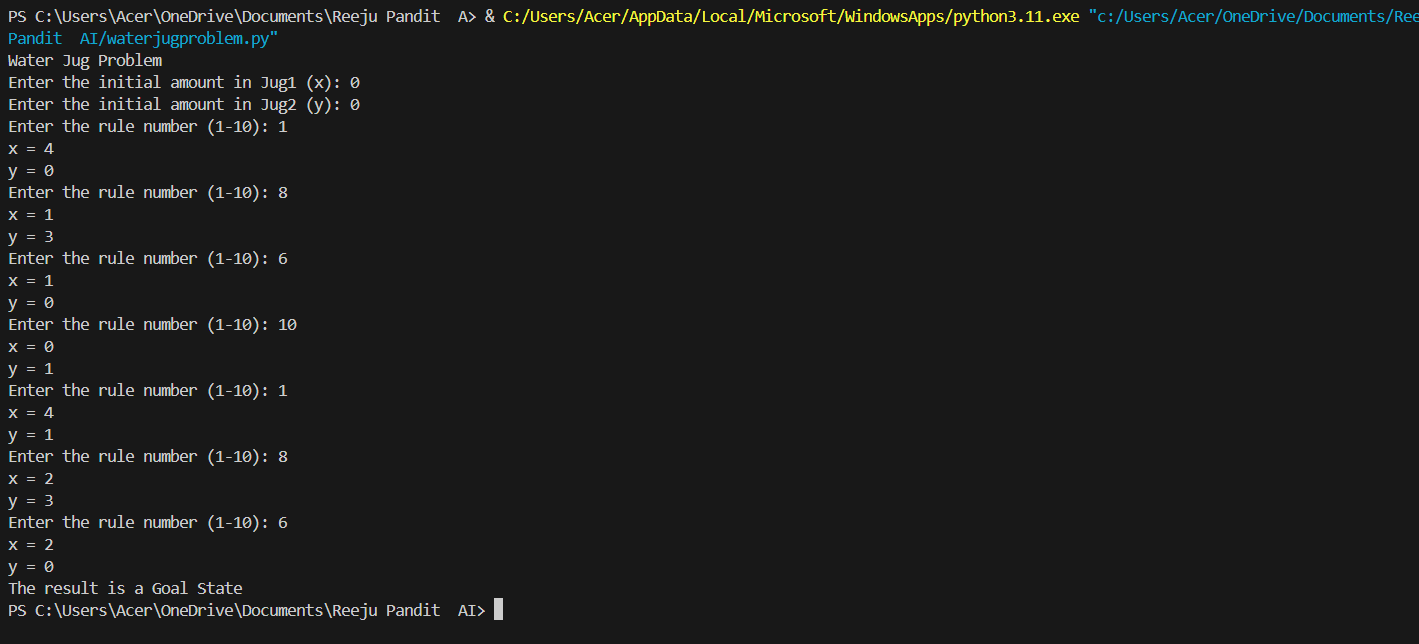 PS C:\Users\Acer\OneDrive\Documents\Reeju Pandit  A> & C:/Users/Acer/AppData/Local/Microsoft/WindowsApps/python3.11.exe "c:/Users/Acer/OneDrive/Documents/Ree
Pandit  AI/waterjugproblem.py"
Water Jug Problem
Enter the initial amount in Jug1 (x): 0
Enter the initial amount in Jug2 (y): 0
Enter the rule number (1-10): 1
x = 4
y = 0
Enter the rule number (1-10): 8
x = 1
y = 3
Enter the rule number (1-10): 6
x = 1
y = 0
Enter the rule number (1-10): 10
x = 0
y = 1
Enter the rule number (1-10): 1
x = 4
y = 1
Enter the rule number (1-10): 8
x = 2
y = 3
Enter the rule number (1-10): 6
x = 2
y = 0
The result is a Goal State
PS C:\Users\Acer\OneDrive\Documents\Reeju Pandit  AI>